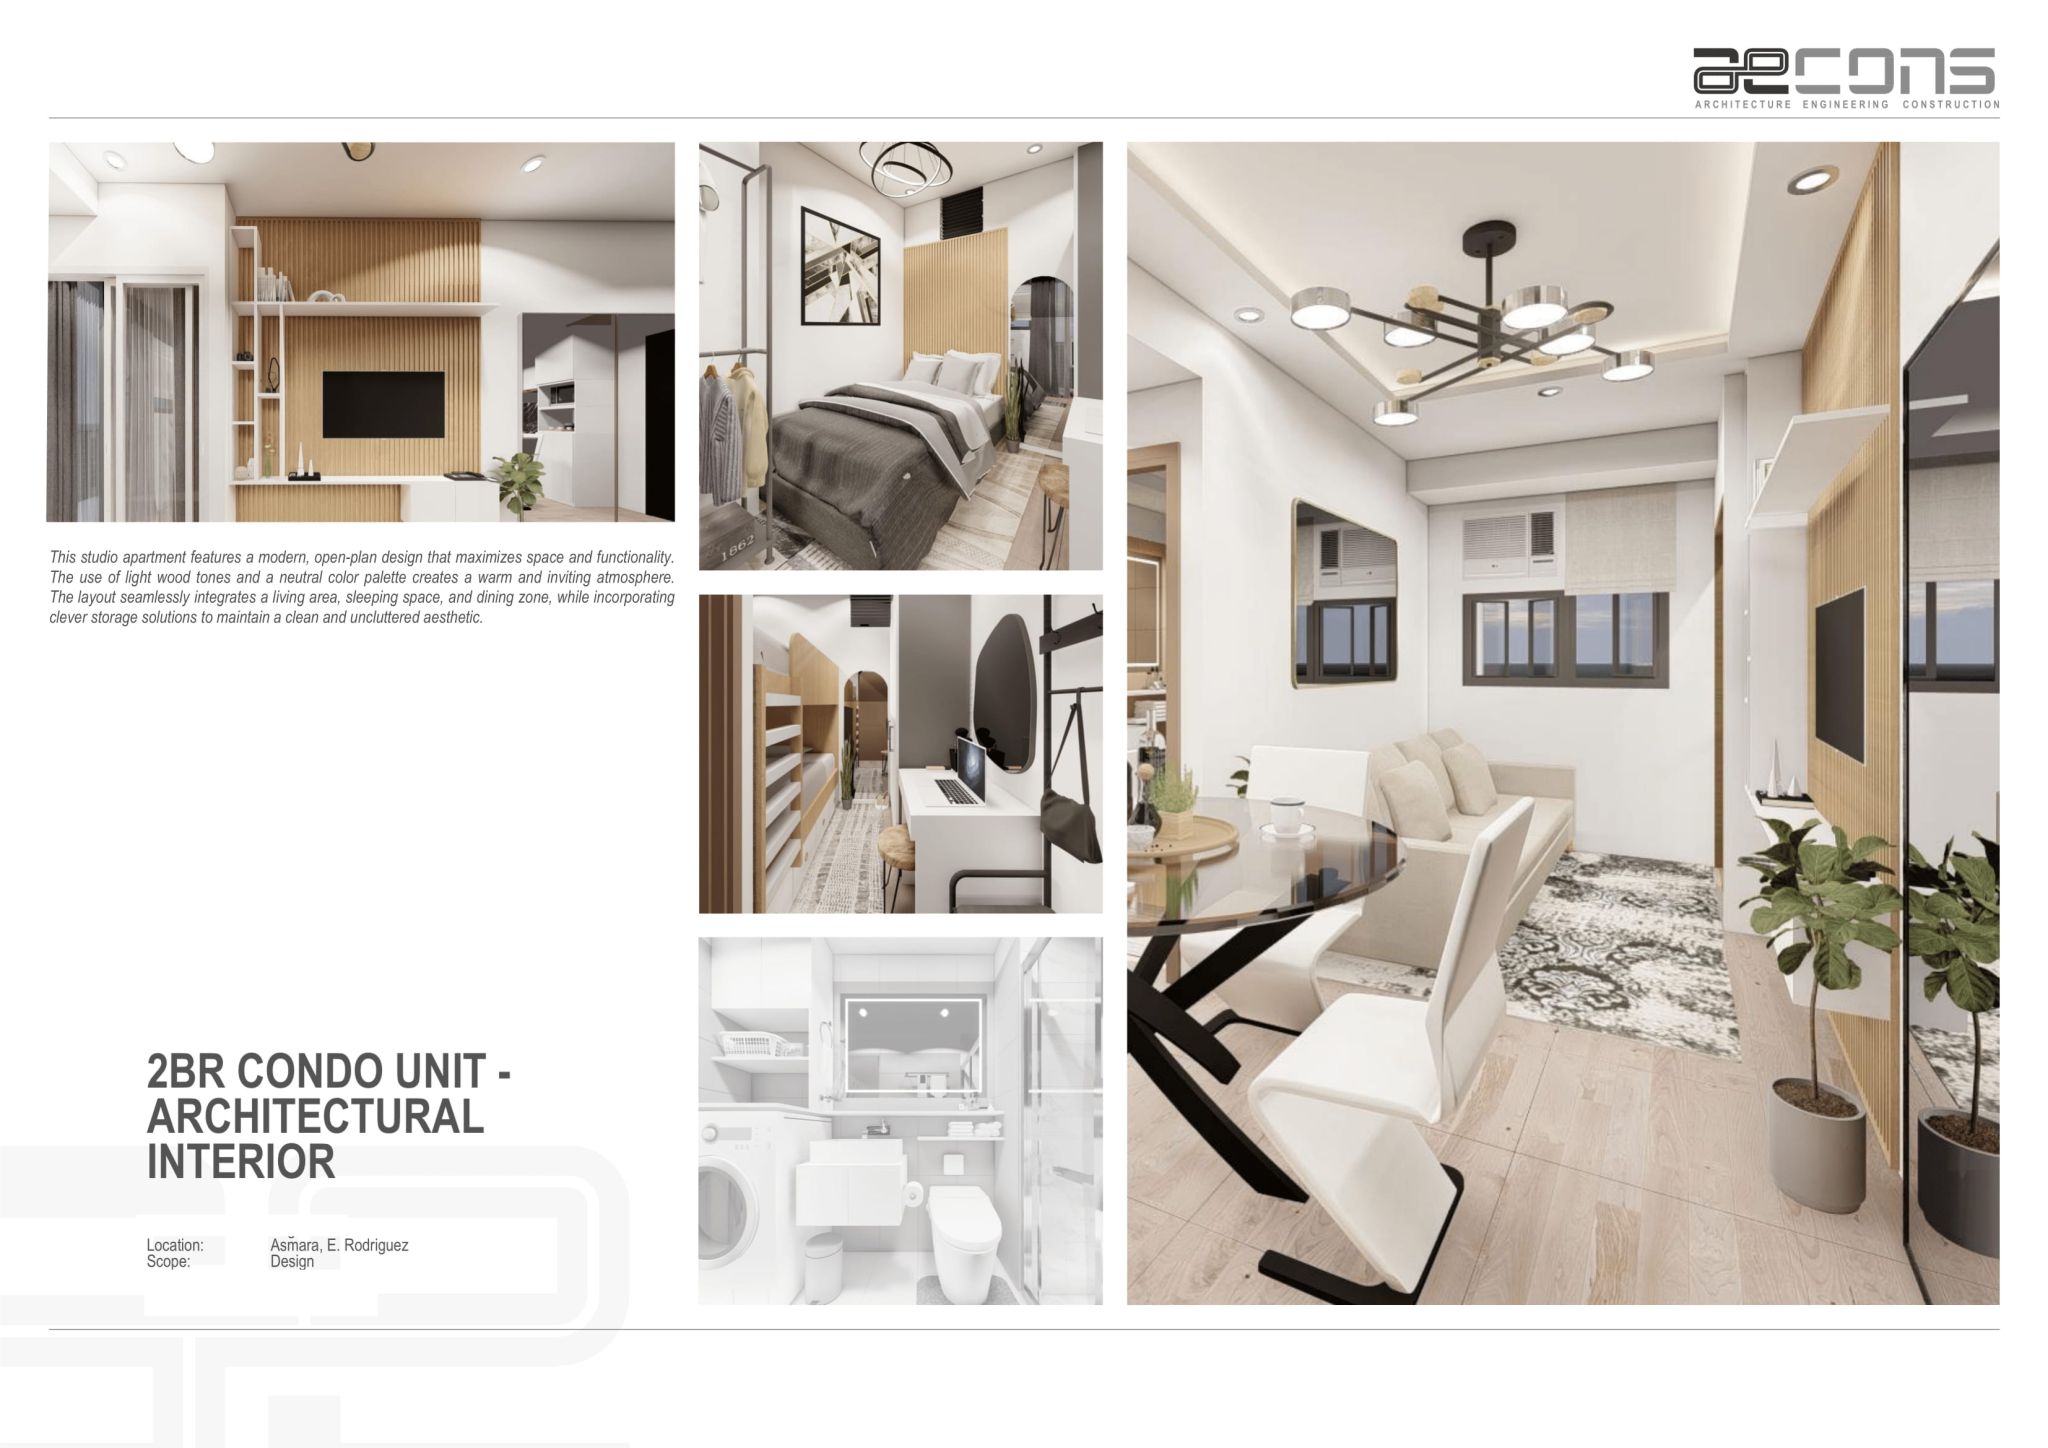 aecons
ARCHITECTURE ENGINEERING CONSTRUCTION
This studio apartment features a modern, open-plan design that maximizes space and functionality.
The use of light wood tones and a neutral color palette creates a warm and inviting atmosphere.
The layout seamlessly integrates a living area, sleeping space, and dining zone, while incorporating
clever storage solutions to maintain a clean and uncluttered aesthetic.
1862
2BR CONDO UNIT -
ARCHITECTURAL
INTERIOR
Location: Asmara, E. Rodriguez
Scope: Design